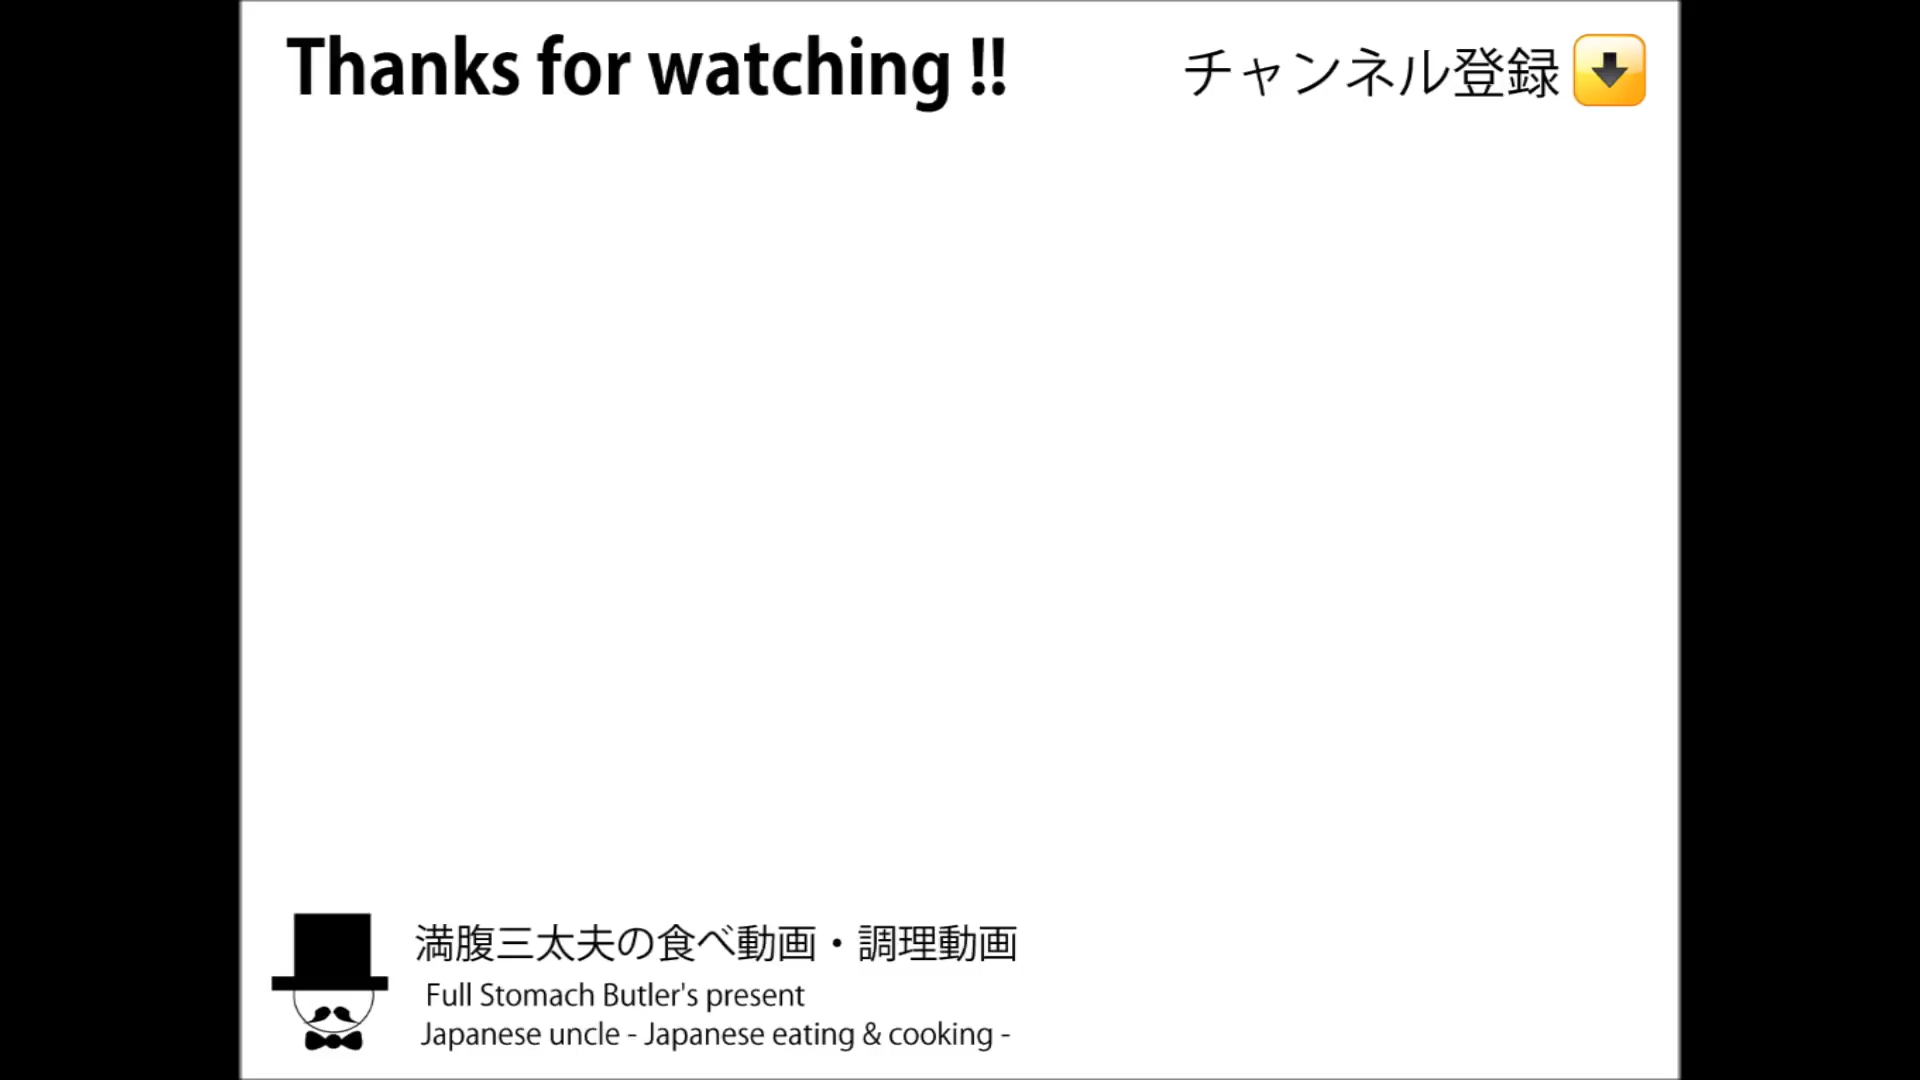 Thanks for watching !!
チャンネル登録
満腹三太夫の食べ動画・調理動画
Full Stomach Butler's present
Japanese uncle - Japanese eating & cooking -